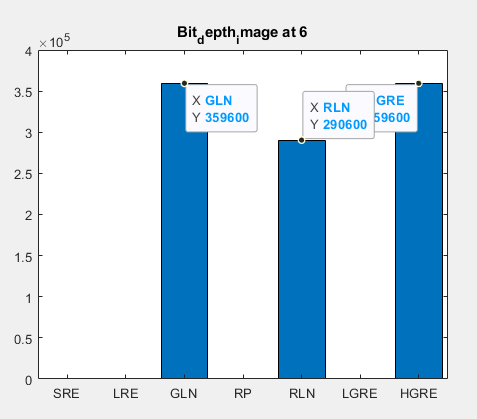 Bit_depth_image at 6
×10^5
4
3.5
3
2.5
2
1.5
1
0.5
0
X GLN
Y 359600
X RLN
Y 290600
GRE
59600
SRE LRE GLN RP RLN LGRE HGRE